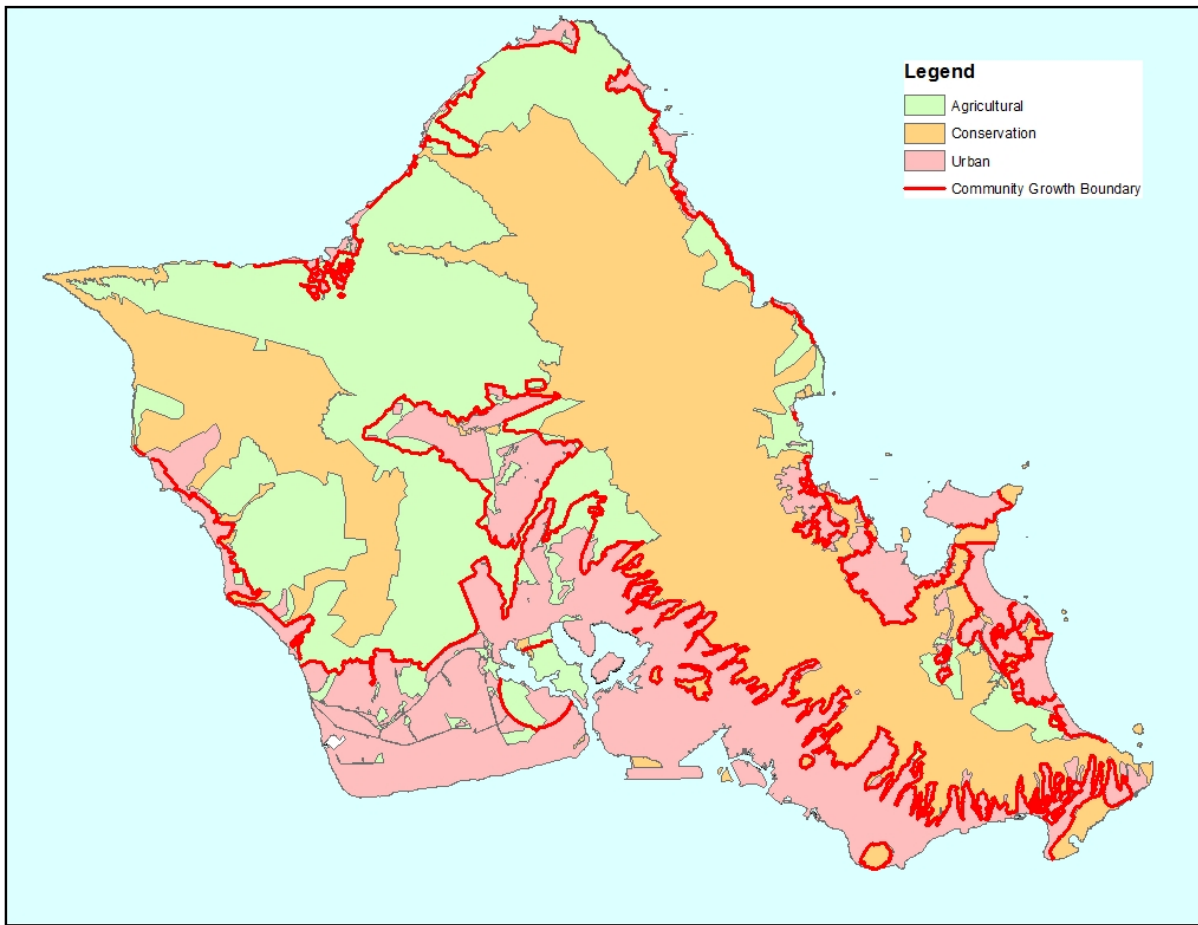 Legend
Agricultural
Conservation
Urban
Community Growth Boundary